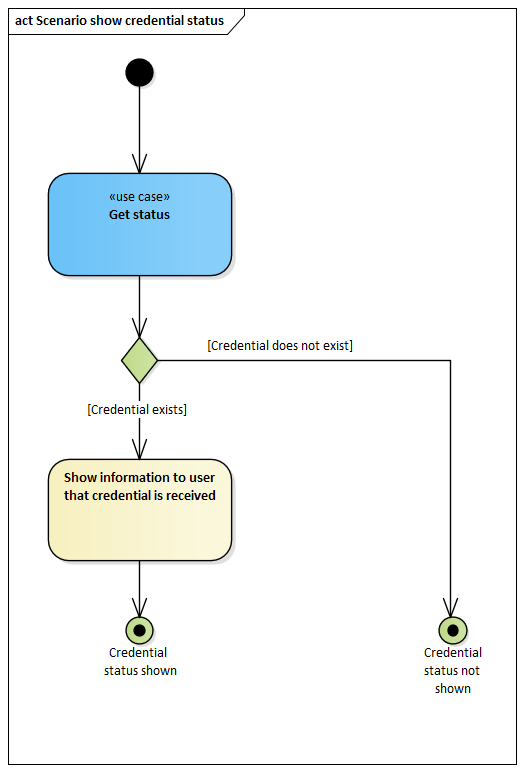 act Scenario show credential status
«use case»
Get status
[Credential does not exist]
[Credential exists]
Show information to user
that credential is received
Credential
status shown
Credential
status not
shown